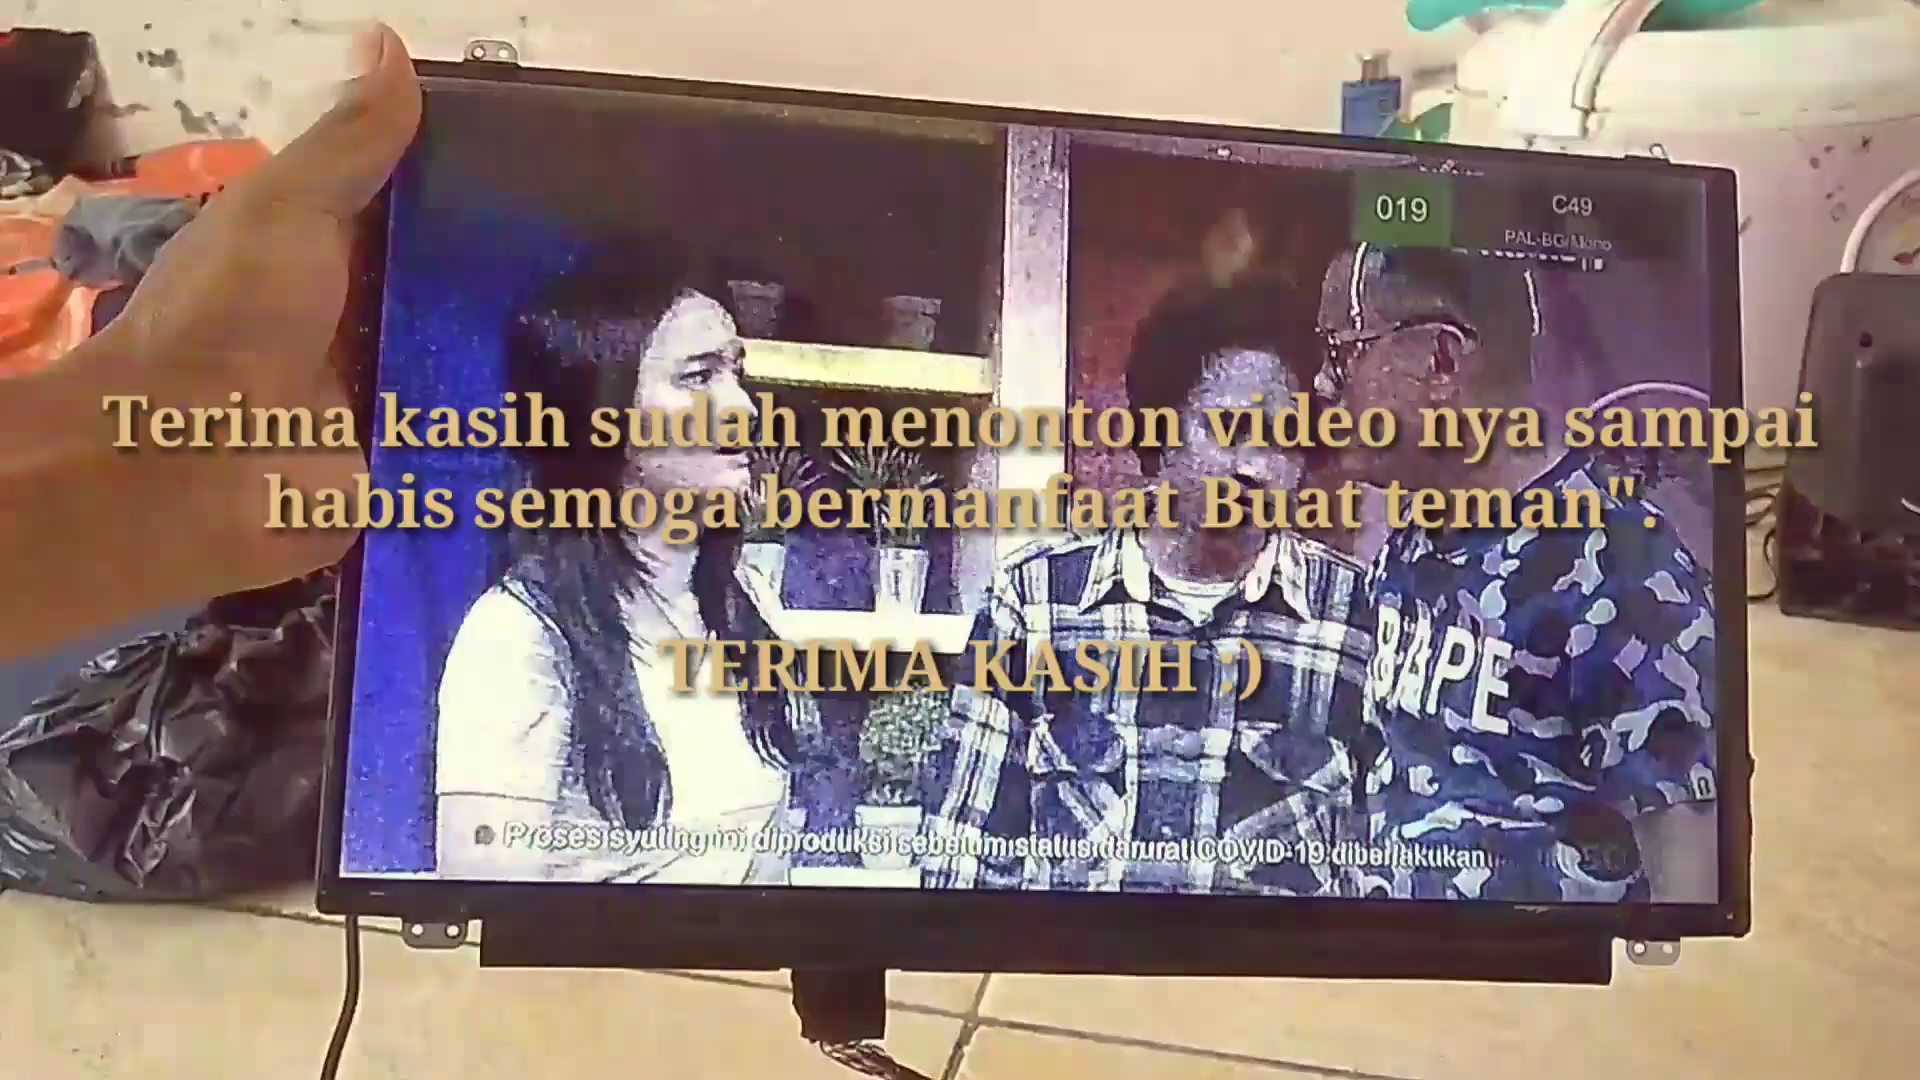 019
C49
PAL-BG/Mono
Terima kasih sudah menonton video nya sampai
habis semoga bermanfaat Buat teman".
BAPE
TERIMA KASIH :)
Proses syuting ini diproduksi sebelum status darurat COVID-19 diberlakukan